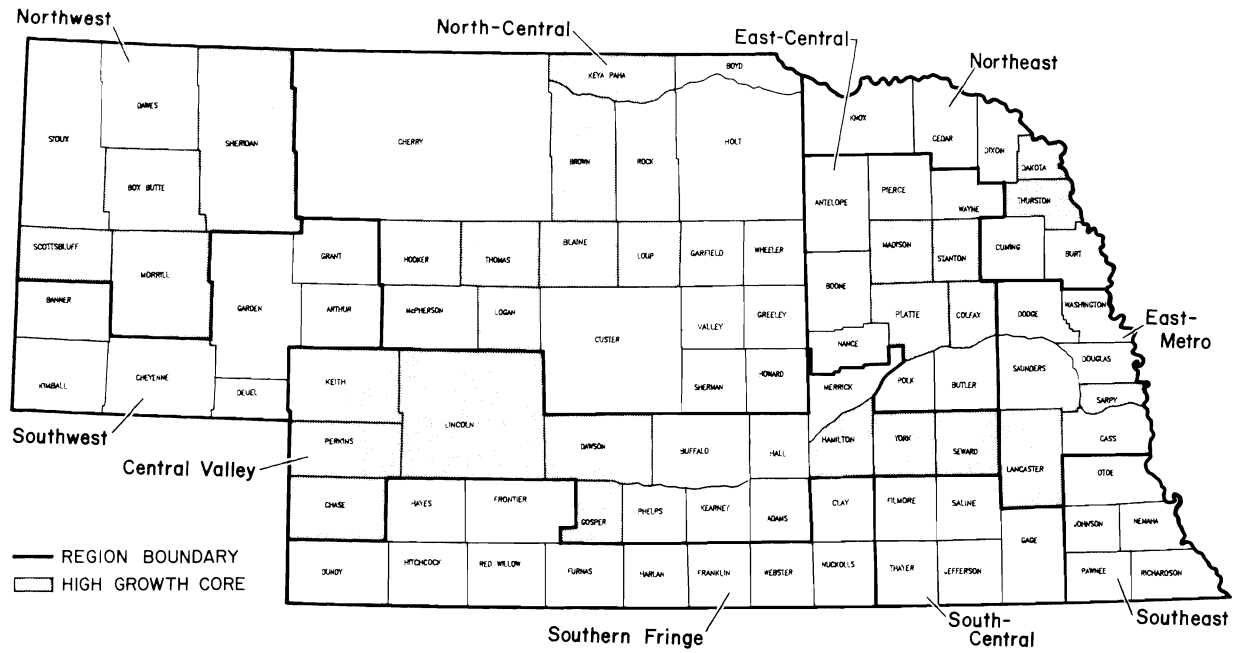 Northwest
North-Central
East-Central
Northeast
KEYA PAHA
BOYD
DAWES
KNOX
SIOUX
SHERIDAN
CHERRY
HOLT
CEDAR
DIXON
BROWN
ROCK
DAKOTA
BOX BUTTE
PIERCE
ANTELOPE
THURSTON
WAYNE
SCOTTSBLUFF
BLAINE
MADISON
CUMING
GRANT
HOOKER
THOMAS
LOUP
GARFIELD
WHEELER
STANTON
BURT
MORRILL
BOONE
BANNER
GARDEN
ARTHUR
McPHERSON
LOGAN
WASHINGTON
VALLEY
GREELEY
PLATTE
COLFAX
DODGE
East-
Metro
CUSTER
NANCE
DOUGLAS
KIMBALL
CHEYENNE
DEUEL
KEITH
SHERMAN
HOWARD
MERRICK
POLK
BUTLER
SAUNDERS
SARPY
Southwest
LINCOLN
Central Valley
PERKINS
DAWSON
BUFFALO
HALL
HAMILTON
YORK
SEWARD
CASS
LANCASTER
OTOE
CHASE
HAYES
FRONTIER
GOSPER
PHELPS
KEARNEY
ADAMS
CLAY
FILMORE
SALINE
JOHNSON
NEMAHA
GAGE
REGION BOUNDARY
HIGH GROWTH CORE
DUNDY
HITCHCOCK
RED WILLOW
FURNAS
HARLAN
FRANKLIN
WEBSTER
NUCKOLLS
THAYER
JEFFERSON
PAWNEE
RICHARDSON
Southern Fringe
South-
Central
Southeast